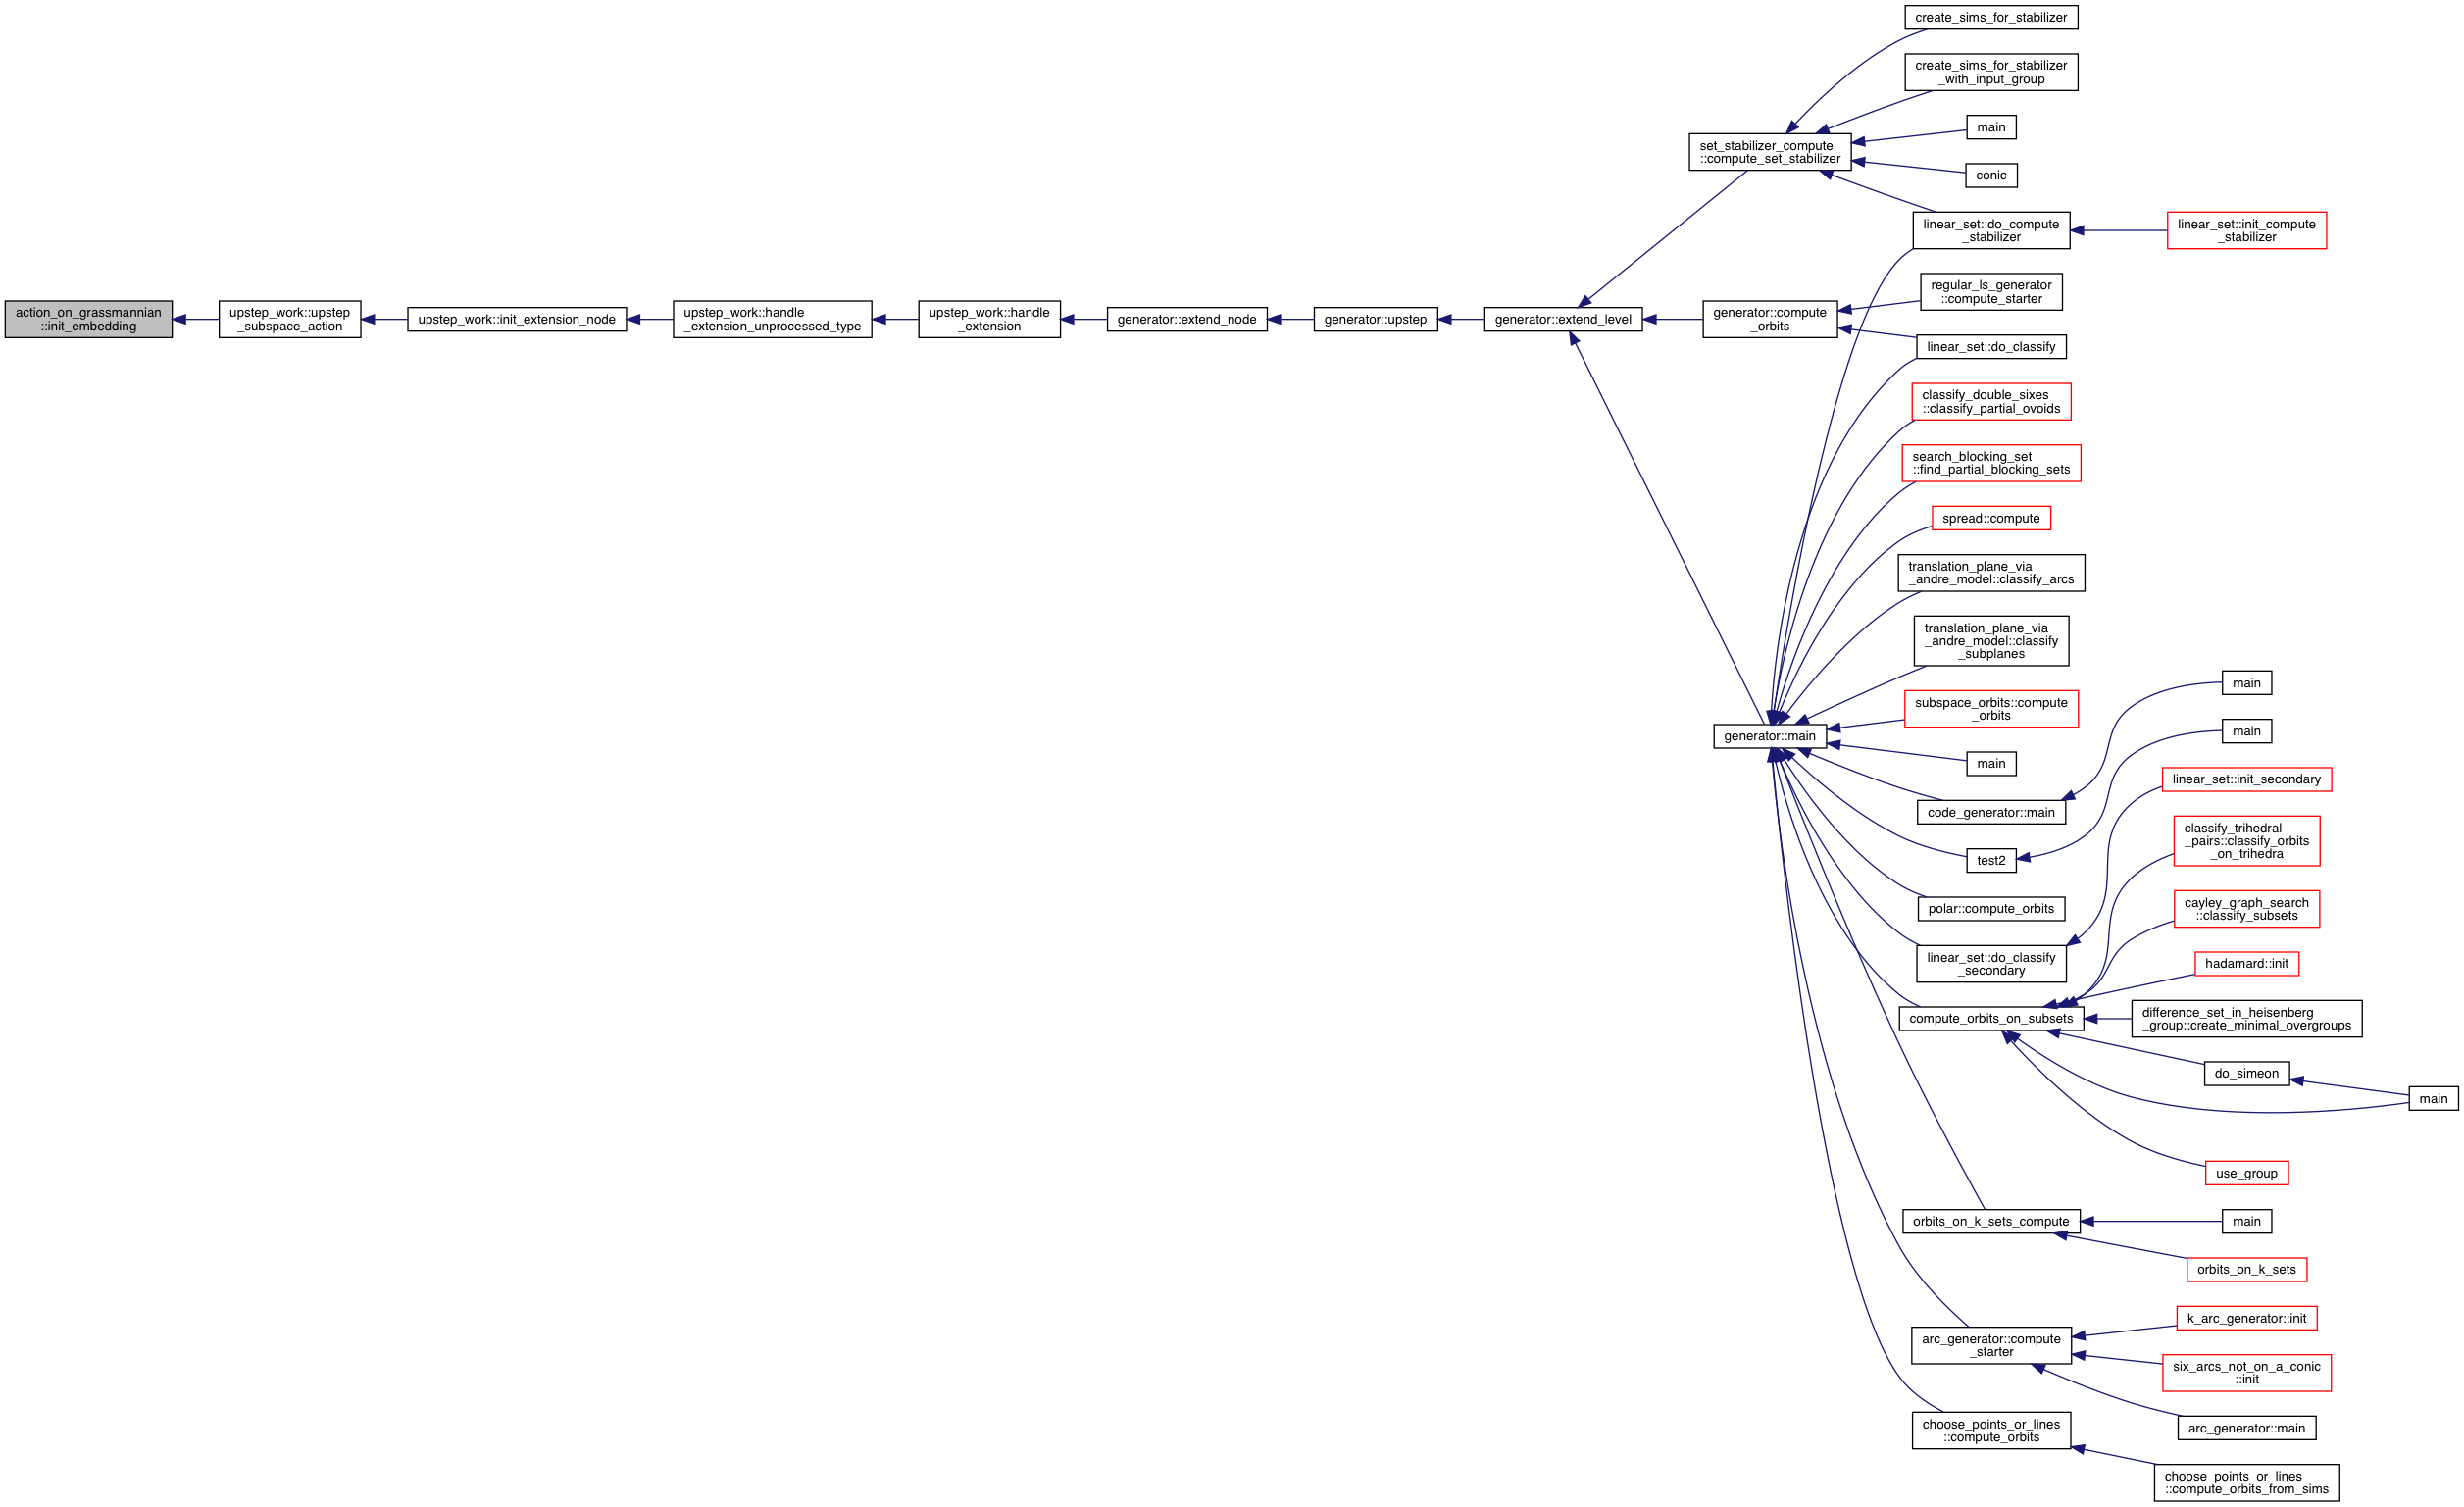 create_sims_for_stabilizer
create_sims_for_stabilizer
_with_input_group
main
set_stabilizer_compute
::compute_set_stabilizer
conic
linear_set::do_compute
_stabilizer
linear_set::init_compute
_stabilizer
action_on_grassmannian
::init_embedding
upstep_work::upstep
_subspace_action
upstep_work::init_extension_node
upstep_work::handle
_extension_unprocessed_type
upstep_work::handle
_extension
generator::extend_node
generator::upstep
generator::extend_level
generator::compute
_orbits
regular_ls_generator
::compute_starter
linear_set::do_classify
classify_double_sixes
::classify_partial_ovoids
search_blocking_set
::find_partial_blocking_sets
spread::compute
translation_plane_via
_andre_model::classify_arcs
translation_plane_via
_andre_model::classify
_subplanes
subspace_orbits::compute
_orbits
generator::main
main
code_generator::main
main
test2
main
polar::compute_orbits
linear_set::do_classify
_secondary
linear_set::init_secondary
compute_orbits_on_subsets
classify_trihedral
_pairs::classify_orbits
_on_trihedra
cayley_graph_search
::classify_subsets
hadamard::init
difference_set_in_heisenberg
_group::create_minimal_overgroups
do_simeon
main
use_group
orbits_on_k_sets_compute
main
orbits_on_k_sets
arc_generator::compute
_starter
k_arc_generator::init
six_arcs_not_on_a_conic
::init
arc_generator::main
choose_points_or_lines
::compute_orbits
choose_points_or_lines
::compute_orbits_from_sims